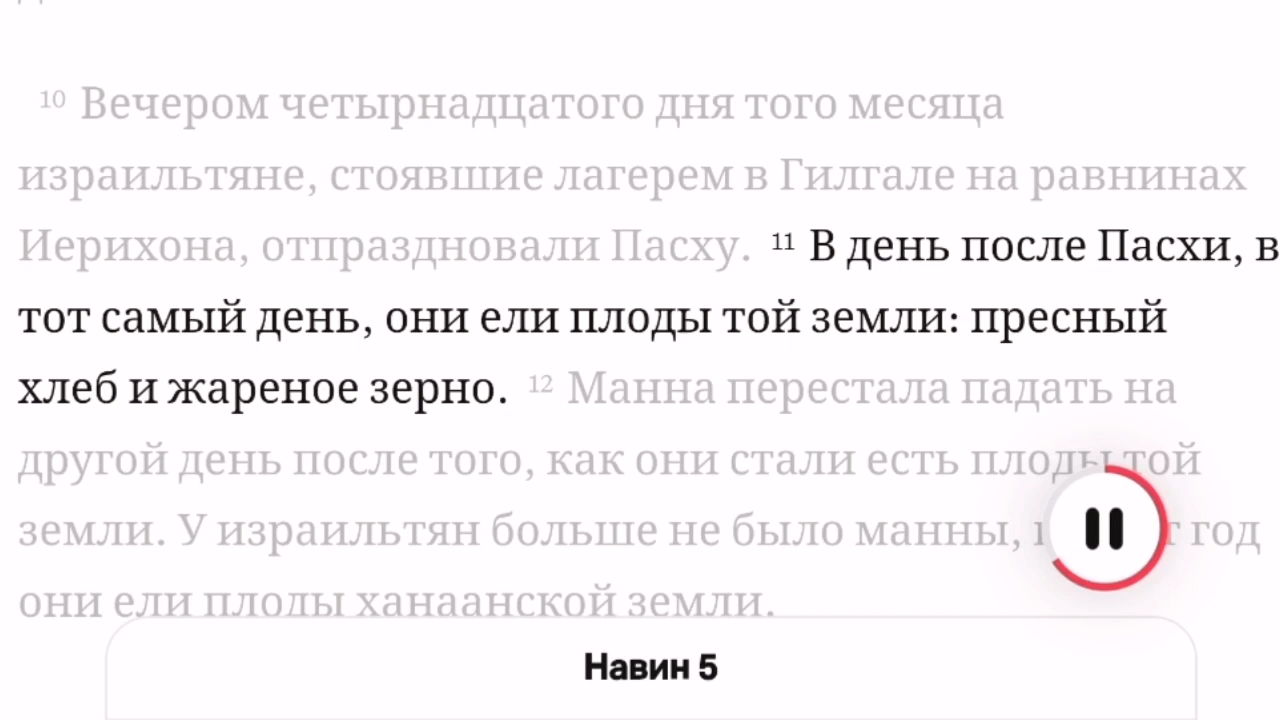 10 Вечером четырнадцатого дня того месяца
израильтяне, стоявшие лагерем в Гилгале на равнинах
Иерихона, отпраздновали Пасху. 11 В день после Пасхи, в
тот самый день, они ели плоды той земли: пресный
хлеб и жареное зерно. 12 Манна перестала падать на
другой день после того, как они стали есть плоды той
земли. У израильтян больше не было манны, год
они ели плоды ханаанской земли.
Навин 5